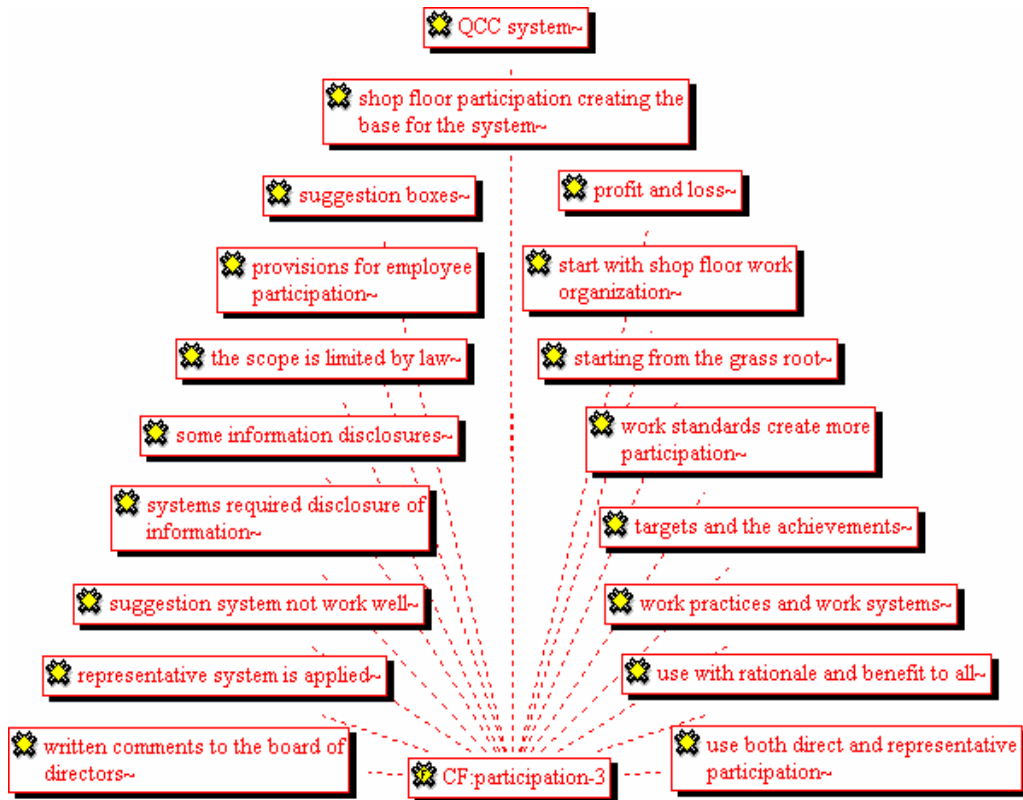 QCC system~
shop floor participation creating the
base for the system~
suggestion boxes~
profit and loss~
provisions for employee
participation~
start with shop floor work
organization~
the scope is limited by law~
starting from the grass root~
some information disclosures~
work standards create more
participation~
systems required disclosure of
information~
targets and the achievements~
suggestion system not work well~
work practices and work systems~
representative system is applied~
use with rationale and benefit to all~
written comments to the board of
directors~
use both direct and representative
participation~
CF:participation-3